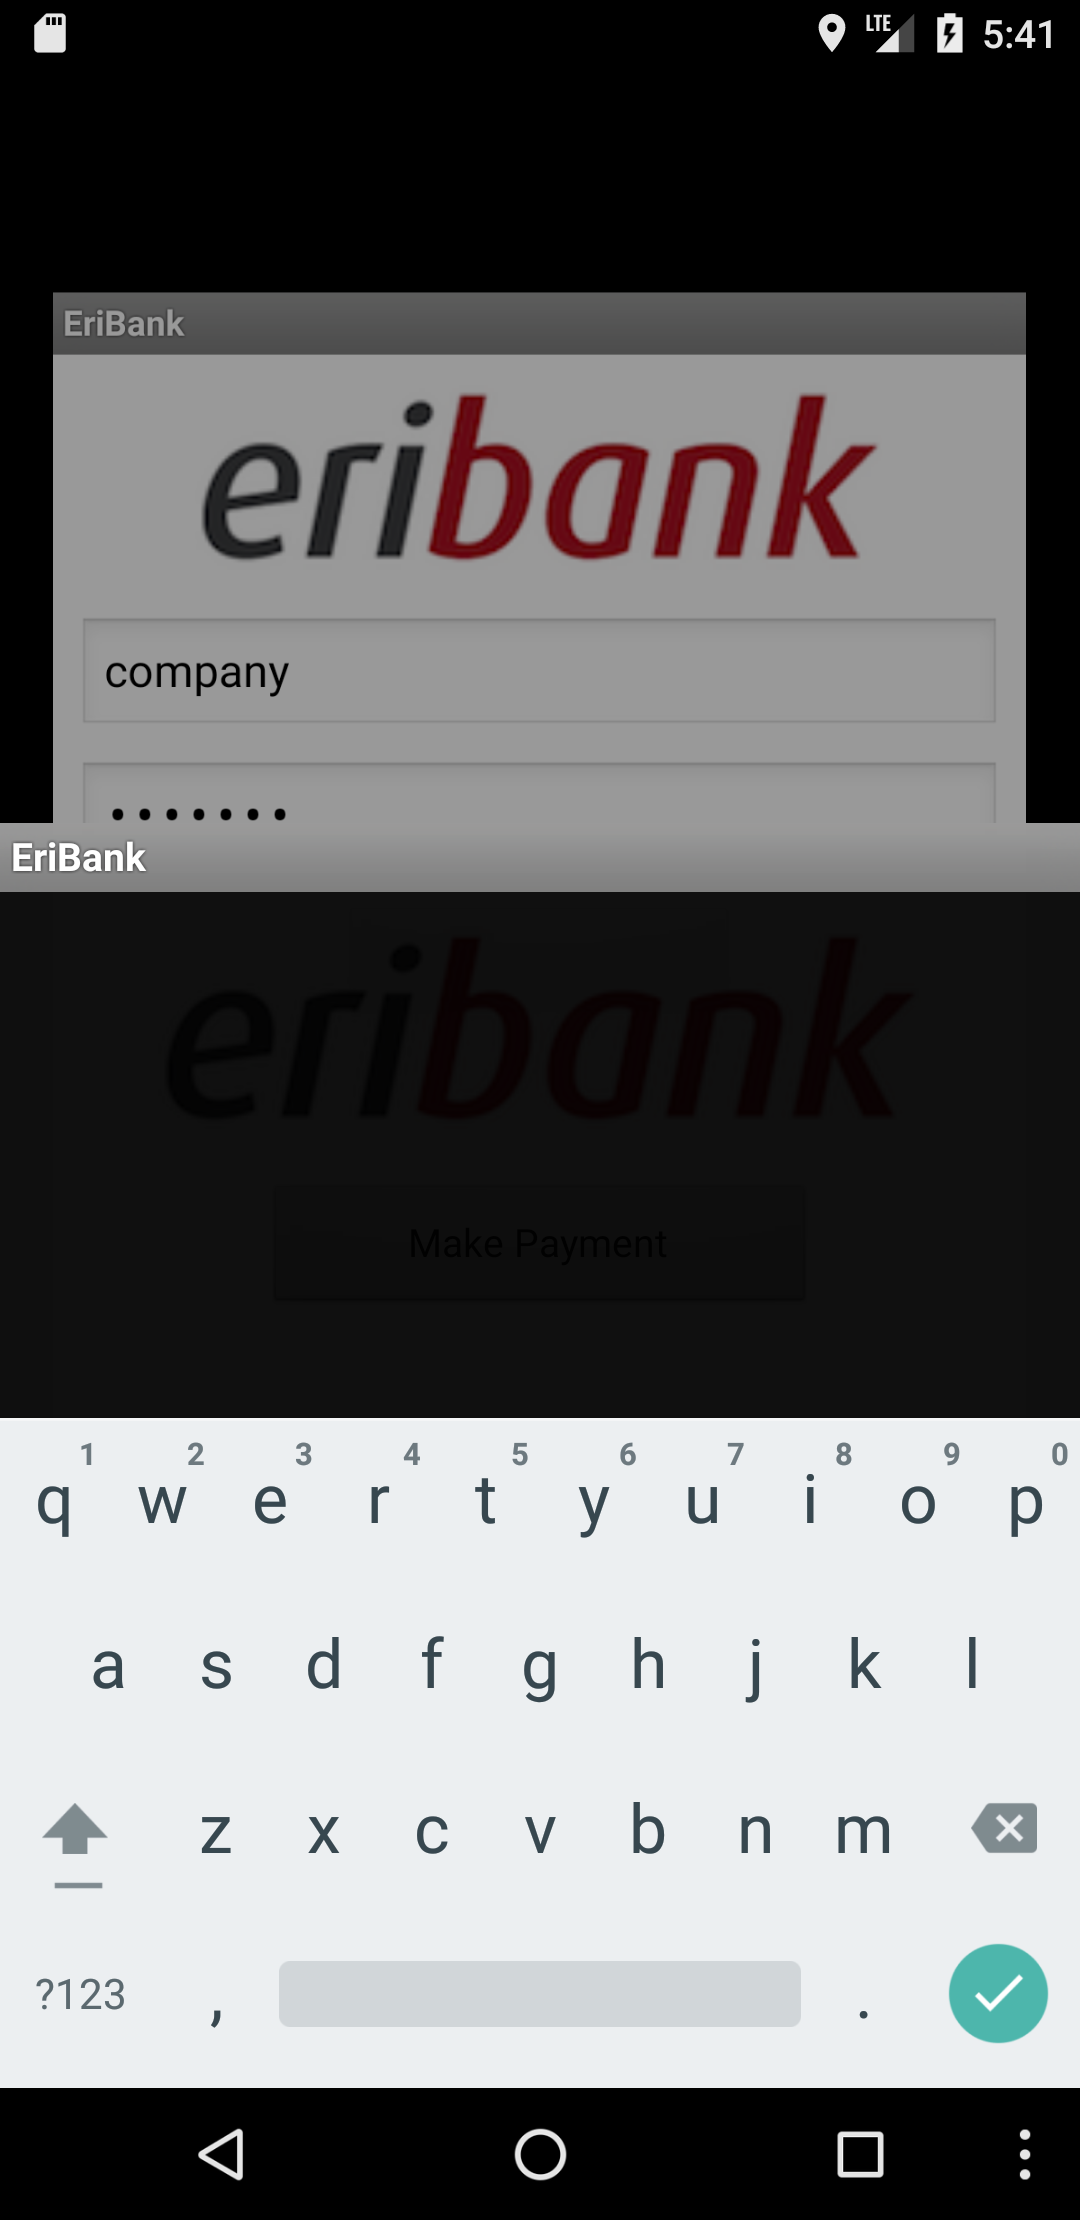 LTE 5:41
EriBank
eribank
company
•••••••
EriBank
eribank
Make Payment
1 2 3 4 5 6 7 8 9 0
q w e r t y u i o p
a s d f g h j k l
z x c v b n m
?123 , .